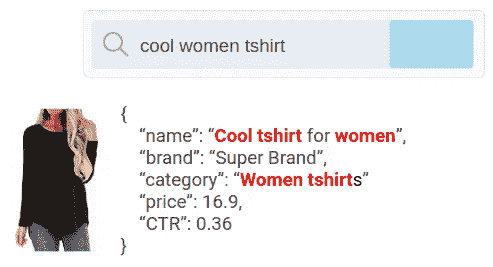 cool women tshirt
{
“name”: “Cool tshirt for women”,
“brand”: “Super Brand”,
“category”: “Women tshirts”
“price”: 16.9,
“CTR”: 0.36
}